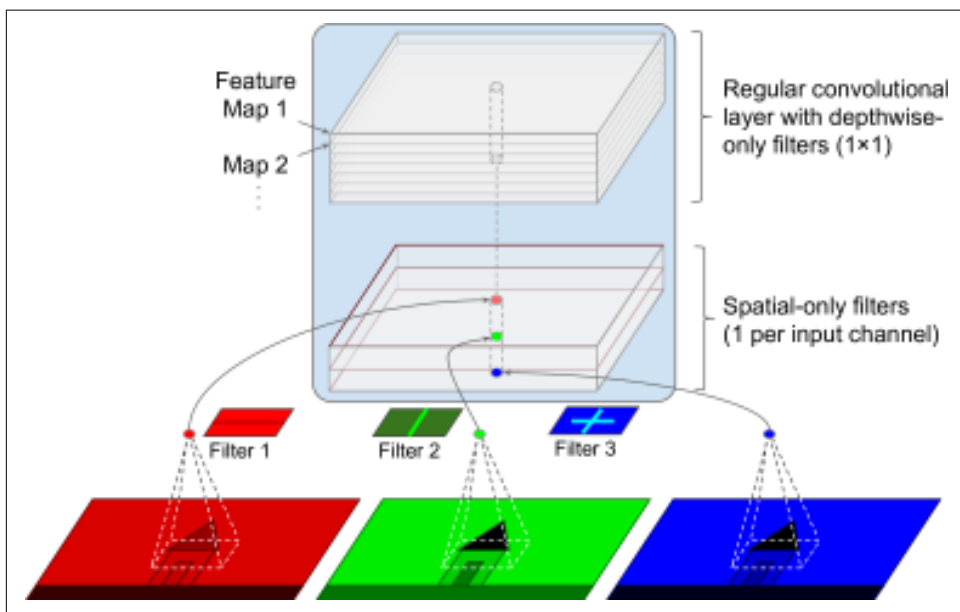 Feature
Map 1
Map 2
Regular convolutional
layer with depthwise-
only filters (1×1)
Spatial-only filters
(1 per input channel)
Filter 1
Filter 2
Filter 3